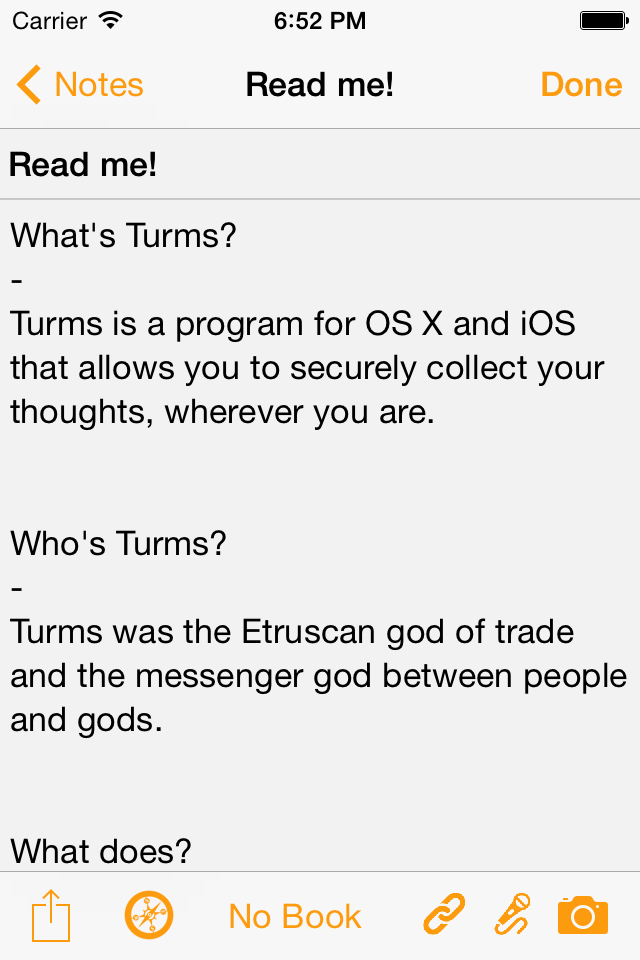 Carrier 6:52 PM
Notes Read me! Done
Read me!
What's Turms?
-
Turms is a program for OS X and iOS
that allows you to securely collect your
thoughts, wherever you are.
Who's Turms?
-
Turms was the Etruscan god of trade
and the messenger god between people
and gods.
What does?
No Book